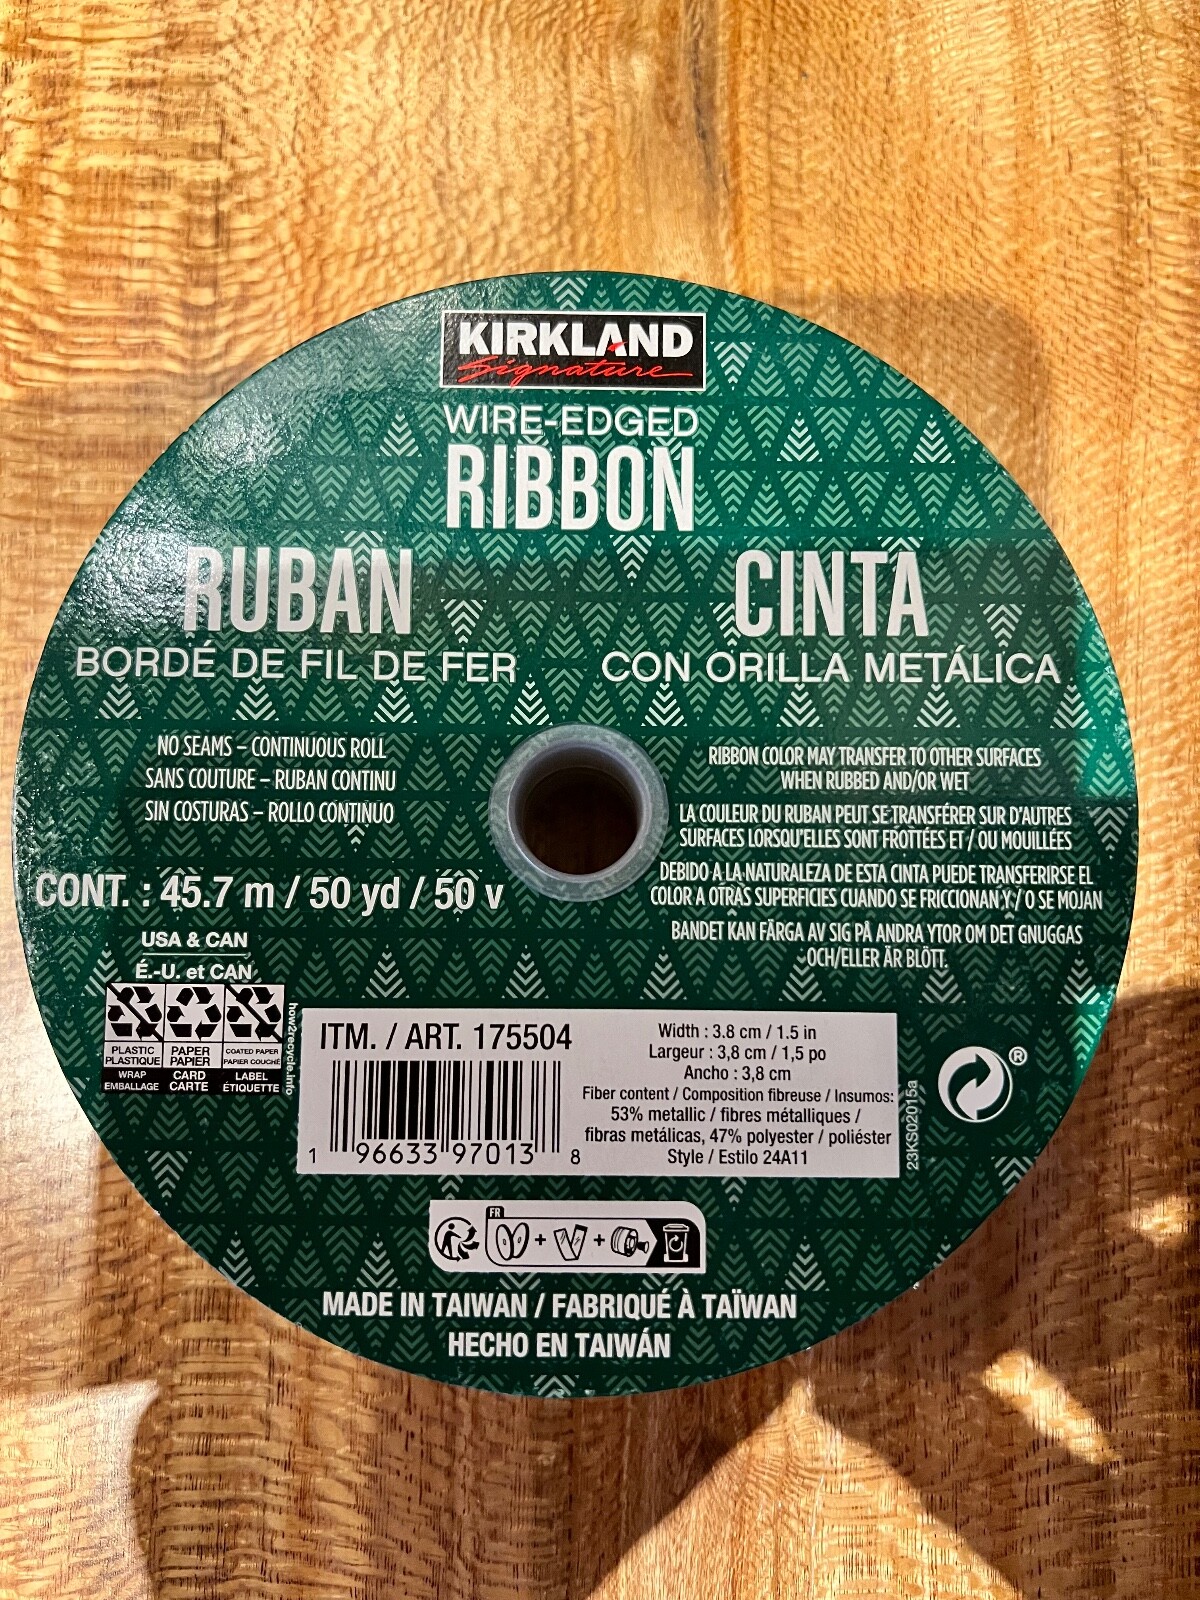 KIRKLAND
Signature
WIRE-EDGED
RIBBON
RUBAN
BORDÉ DE FIL DE FER
CINTA
CON ORILLA METÁLICA
NO SEAMS – CONTINUOUS ROLL
SANS COUTURE – RUBAN CONTINU
SIN COSTURAS – ROLLO CONTINUO
RIBBON COLOR MAY TRANSFER TO OTHER SURFACES
WHEN RUBBED AND/OR WET
LA COULEUR DU RUBAN PEUT SE TRANSFÉRER SUR D'AUTRES
SURFACES LORSQU'ELLES SONT FROTTÉES ET / OU MOUILLÉES
DEBIDO A LA NATURALEZA DE ESTA CINTA PUEDE TRANSFERIRSE EL
COLOR A OTRAS SUPERFICIES CUANDO SE FRICCIONAN Y / O SE MOJAN
BANDET KAN FÄRGA AV SIG PÅ ANDRA YTOR OM DET GNUGGAS
OCH/ELLER ÄR BLÖTT.
CONT. : 45.7 m / 50 yd / 50 v
USA & CAN
É.-U. et CAN
PLASTIC
PLASTIQUE
WRAP
EMBALLAGE
PAPER
PAPIER
CARD
CARTE
COATED PAPER
PAPIER COUCHÉ
LABEL
ÉTIQUETTE
how2recycle.info
ITM. / ART. 175504
1 96633 97013 8
Width : 3.8 cm / 1.5 in
Largeur : 3,8 cm / 1,5 po
Ancho : 3,8 cm
Fiber content / Composition fibreuse / Insumos:
53% metallic / fibres métalliques /
fibras metálicas, 47% polyester / poliéster
Style / Estilo 24A11
23KS02015a
®
FR
+ +
MADE IN TAIWAN / FABRIQUÉ À TAÏWAN
HECHO EN TAIWÁN